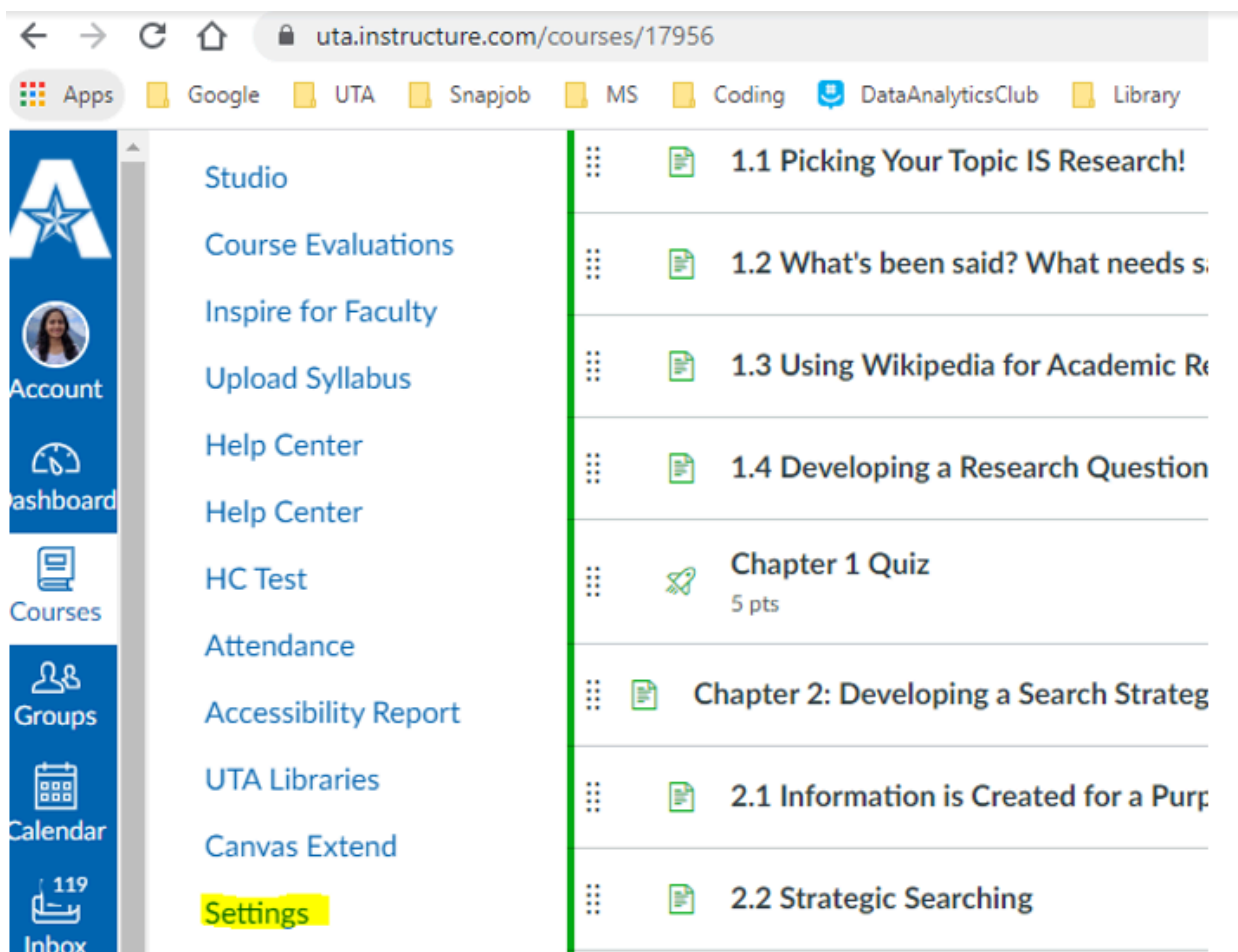 uta.instructure.com/courses/17956
Apps Google UTA Snapjob MS Coding DataAnalyticsClub Library
Account
Dashboard
Courses
Groups
Calendar
119
Inbox
Studio
Course Evaluations
Inspire for Faculty
Upload Syllabus
Help Center
Help Center
HC Test
Attendance
Accessibility Report
UTA Libraries
Canvas Extend
Settings
1.1 Picking Your Topic IS Research!
1.2 What's been said? What needs
1.3 Using Wikipedia for Academic
1.4 Developing a Research Question
Chapter 1 Quiz
5 pts
Chapter 2: Developing a Search Strateg
2.1 Information is Created for a Purp
2.2 Strategic Searching